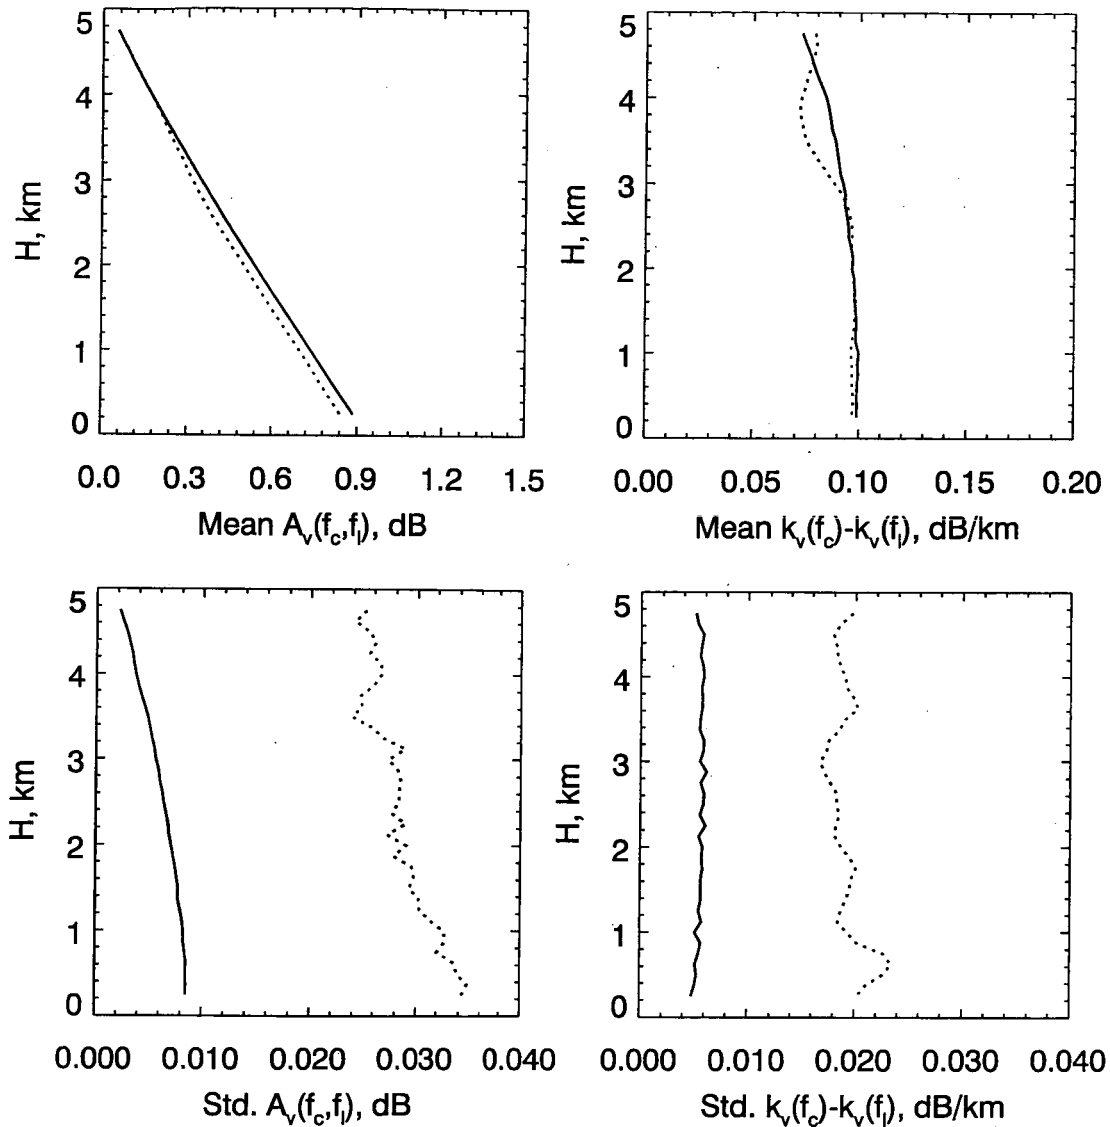 5
4
3
2
1
0
H, km
0.0 0.3 0.6 0.9 1.2 1.5
Mean A_v(f_c,f_l), dB
5
4
3
2
1
0
H, km
0.00 0.05 0.10 0.15 0.20
Mean k_v(f_c)-k_v(f_l), dB/km
5
4
3
2
1
0
H, km
0.000 0.010 0.020 0.030 0.040
Std. A_v(f_c,f_l), dB
5
4
3
2
1
0
H, km
0.00 0.010 0.020 0.030 0.040
Std. k_v(f_c)-k_v(f_l), dB/km